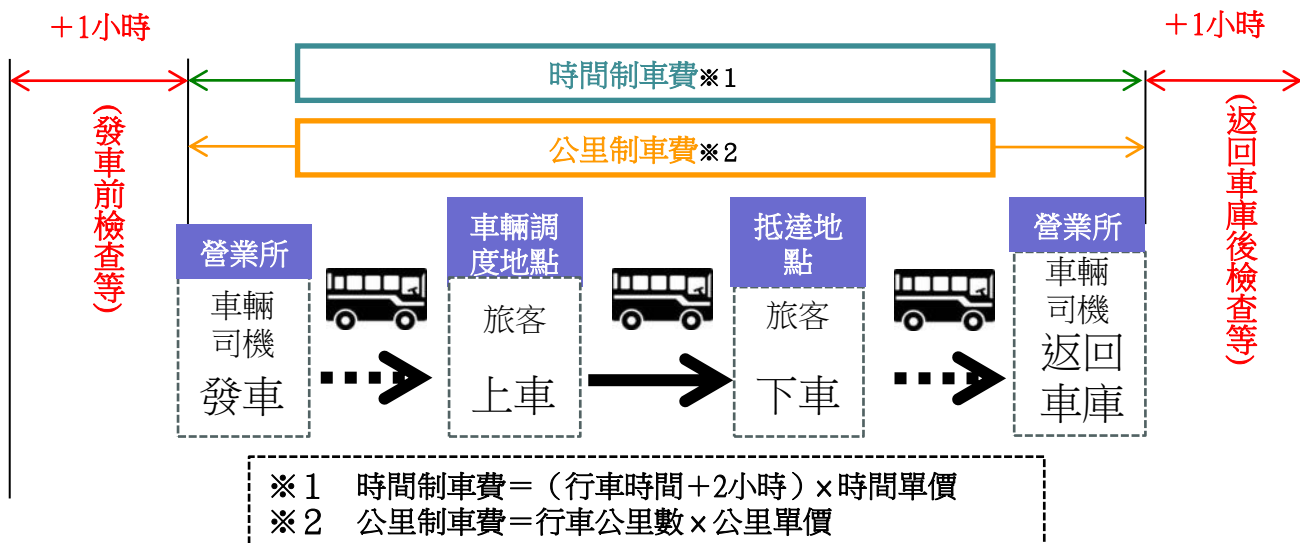 +1小時
+1小時
時間制車費※1
公里制車費※2
(發車前檢查等)
(返回車庫後檢查等)
營業所
車輛
司機
發車
車輛調
度地點
旅客
上車
抵達地
點
旅客
下車
營業所
車輛
司機
返回
車庫
※1 時間制車費=(行車時間+2小時)×時間單價
※2 公里制車費=行車公里數×公里單價